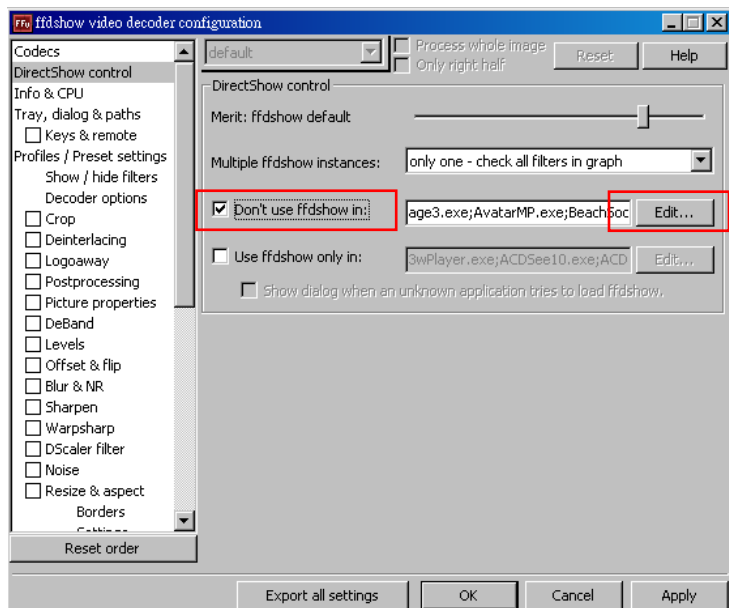 ffdshow video decoder configuration
Codecs
DirectShow control
Info & CPU
Tray, dialog & paths
Keys & remote
Profiles / Preset settings
Show / hide filters
Decoder options
Crop
Deinterlacing
Logoaway
Postprocessing
Picture properties
DeBand
Levels
Offset & flip
Blur & NR
Sharpen
Warpsharp
DScaler filter
Noise
Resize & aspect
Borders
Settings
Reset order
default
Process whole image
Only right half
Reset
Help
DirectShow control
Merit: ffdshow default
Multiple ffdshow instances:
only one - check all filters in graph
Don't use ffdshow in:
age3.exe;AvatarMP.exe;BeachSoc
Edit...
Use ffdshow only in:
3wPlayer.exe;ACDSee10.exe;ACD
Edit...
Show dialog when an unknown application tries to load ffdshow.
Export all settings
OK
Cancel
Apply